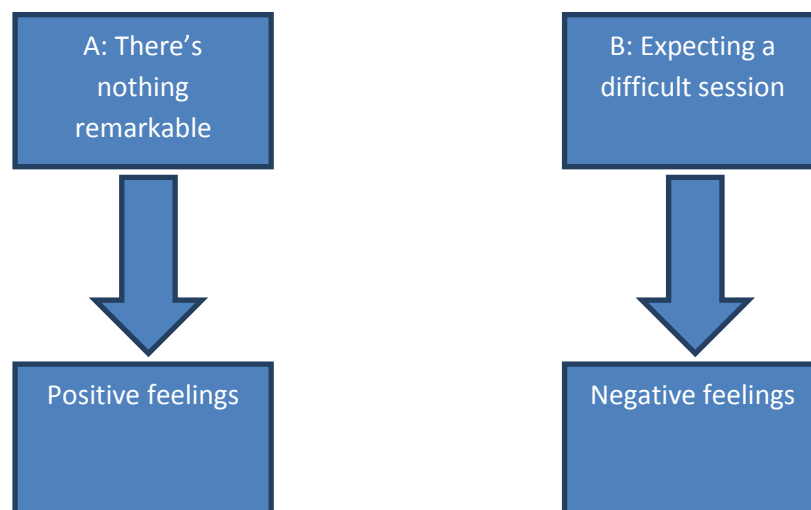 A: There’s
nothing
remarkable
B: Expecting a
difficult session
Positive feelings
Negative feelings